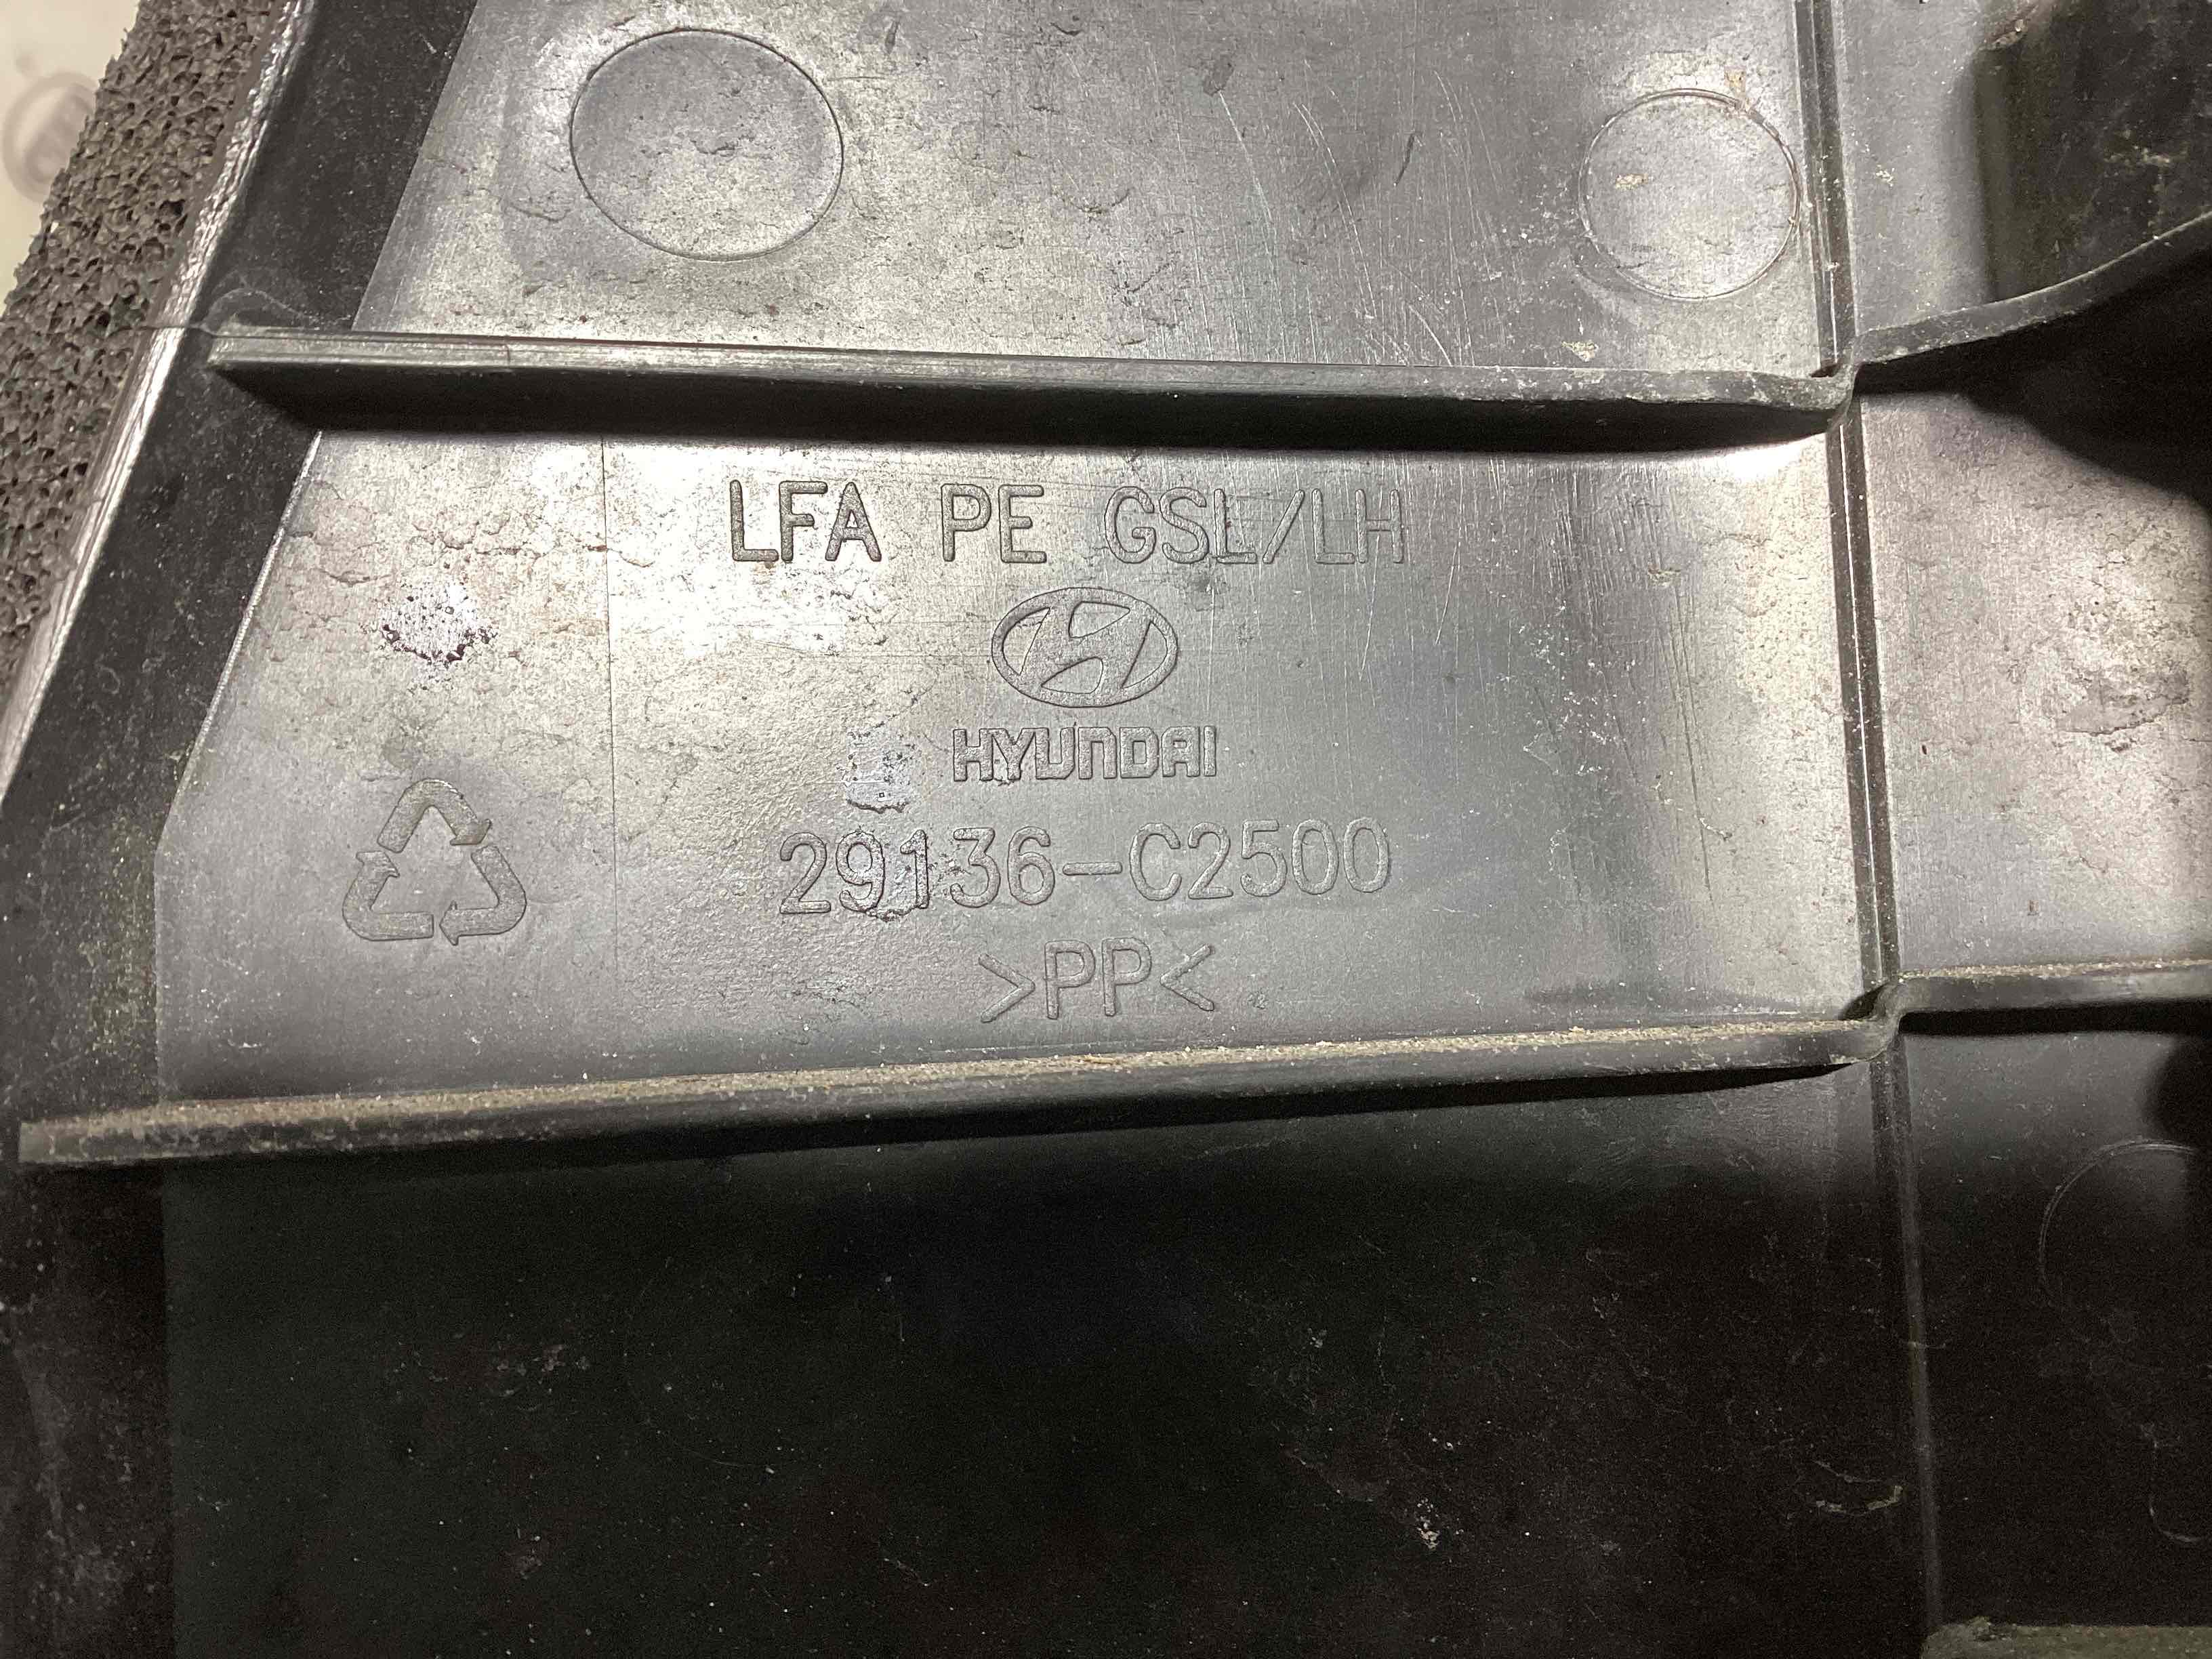 LFA PE GSL/LH
HYUNDAI
29136-C2500
>PP<